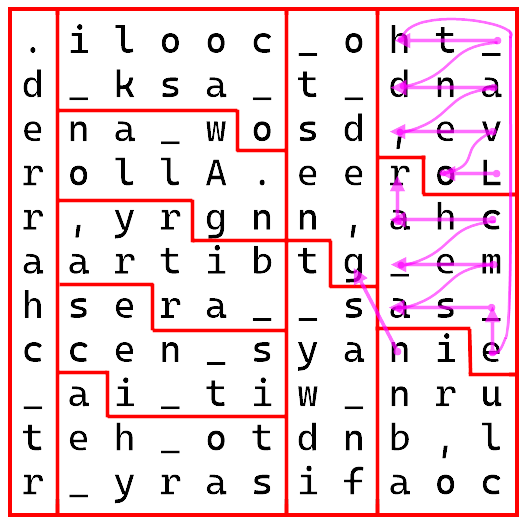 . i l o o c _ o h t _
d _ k s a _ t _ d n a
e n a _ w o s d , e v
r o l l A . e e r o L
r , y r g n n , a h c
a a r t i b t g _ e m
h s e r a _ _ s a s _
c c e n _ s y a n i e
_ a i _ t i w _ n r u
t e h _ o t d n b , l
r _ y r a s i f a o c